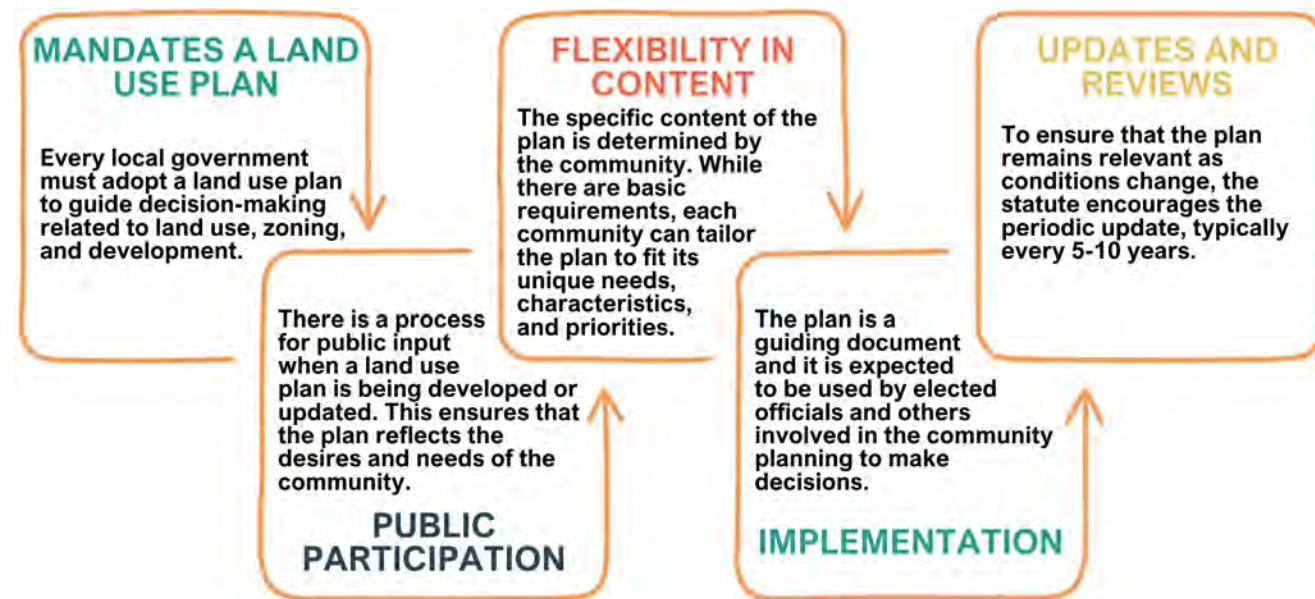 MANDATES A LAND
USE PLAN
Every local government
must adopt a land use plan
to guide decision-making
related to land use, zoning,
and development.
There is a process
for public input
when a land use
plan is being developed or
updated. This ensures that
the plan reflects the
desires and needs of the
community.
PUBLIC
PARTICIPATION
FLEXIBILITY IN
CONTENT
The specific content of the
plan is determined by
the community. While
there are basic
requirements, each
community can tailor
the plan to fit its
unique needs,
characteristics,
and priorities.
The plan is a
guiding document
and it is expected
to be used by elected
officials and others
involved in the community
planning to make
decisions.
IMPLEMENTATION
UPDATES AND
REVIEWS
To ensure that the plan
remains relevant as
conditions change, the
statute encourages the
periodic update, typically
every 5-10 years.